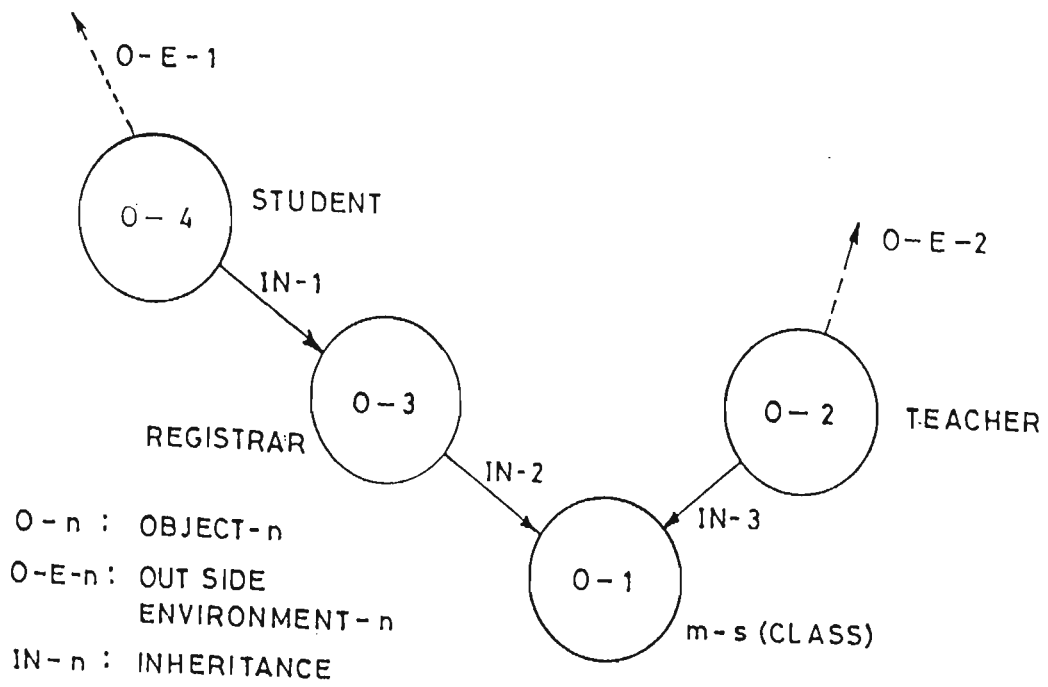 O-E-1
O-4
STUDENT
O-E-2
IN-1
O-3
O-2
TEACHER
REGISTRAR
IN-2
IN-3
O-n : OBJECT-n
O-1
O-E-n : OUT SIDE
ENVIRONMENT-n
m-s (CLASS)
IN-n : INHERITANCE